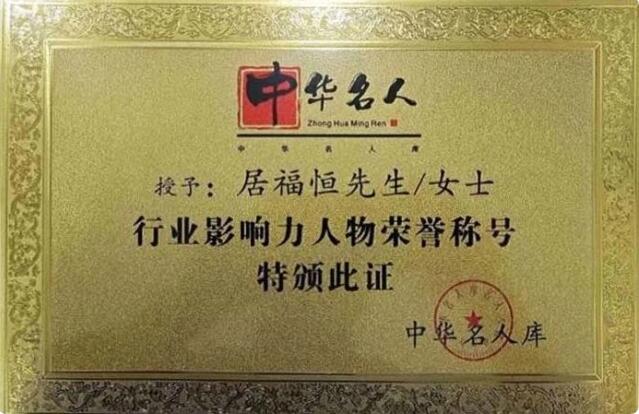 中华名人
Zhong Hua Ming Ren
中华名人库
授予：居福恒先生/女士
行业影响力人物荣誉称号
特颁此证
中华名人库